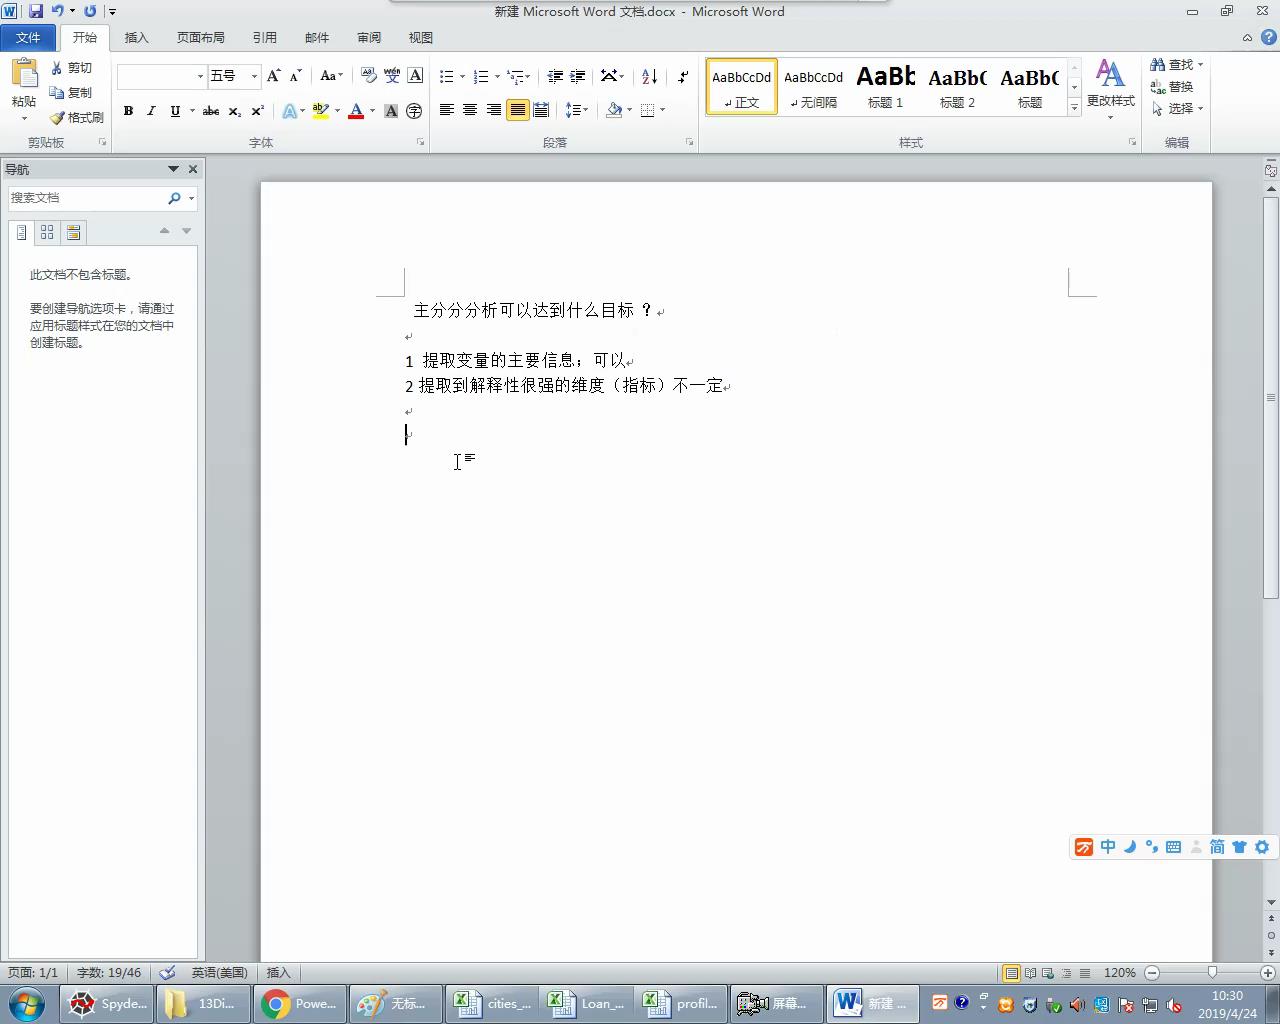 新建 Microsoft Word 文档.docx - Microsoft Word
文件 开始 插入 页面布局 引用 邮件 审阅 视图
粘贴 剪切 复制 格式刷
五号
AaBbCcDd AaBbCcDd AaBb AaBbC AaBbC
正文 无间隔 标题 1 标题 2 标题
更改样式
查找 替换 选择
剪贴板 字体 段落 样式 编辑
导航
搜索文档
此文档不包含标题。
要创建导航选项卡，请通过
应用标题样式在您的文档中
创建标题。
主分分分析可以达到什么目标 ？
1 提取变量的主要信息；可以
2 提取到解释性很强的维度（指标）不一定
中 简
页面: 1/1 字数: 19/46 英语(美国) 插入 120%
Spyde... 13Di... Powe... 无标... cities_... Loan_... profil... 屏幕... 新建 ...
10:30
2019/4/24